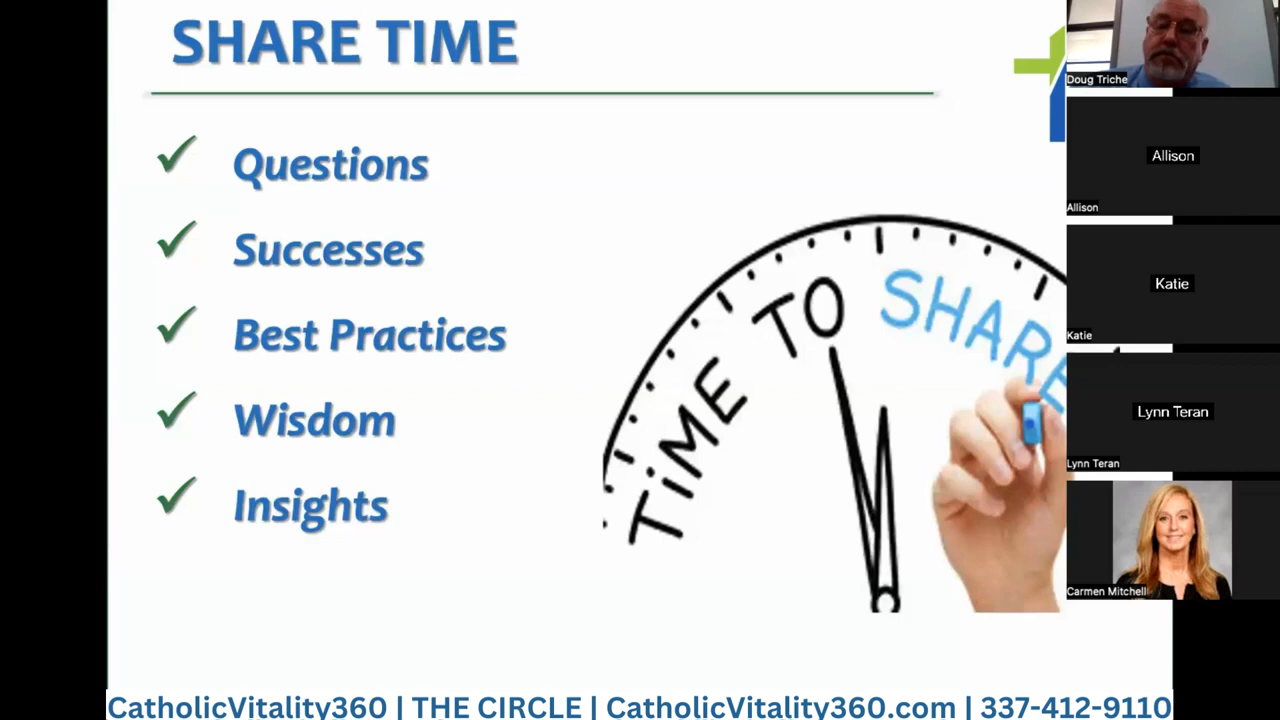 SHARE TIME
Questions
Successes
Best Practices
Wisdom
Insights
TiME TO SHARE
Doug Triche
Allison
Allison
Katie
Katie
Lynn Teran
Lynn Teran
Carmen Mitchell
CatholicVitality360 | THE CIRCLE | CatholicVitality360.com | 337-412-9110